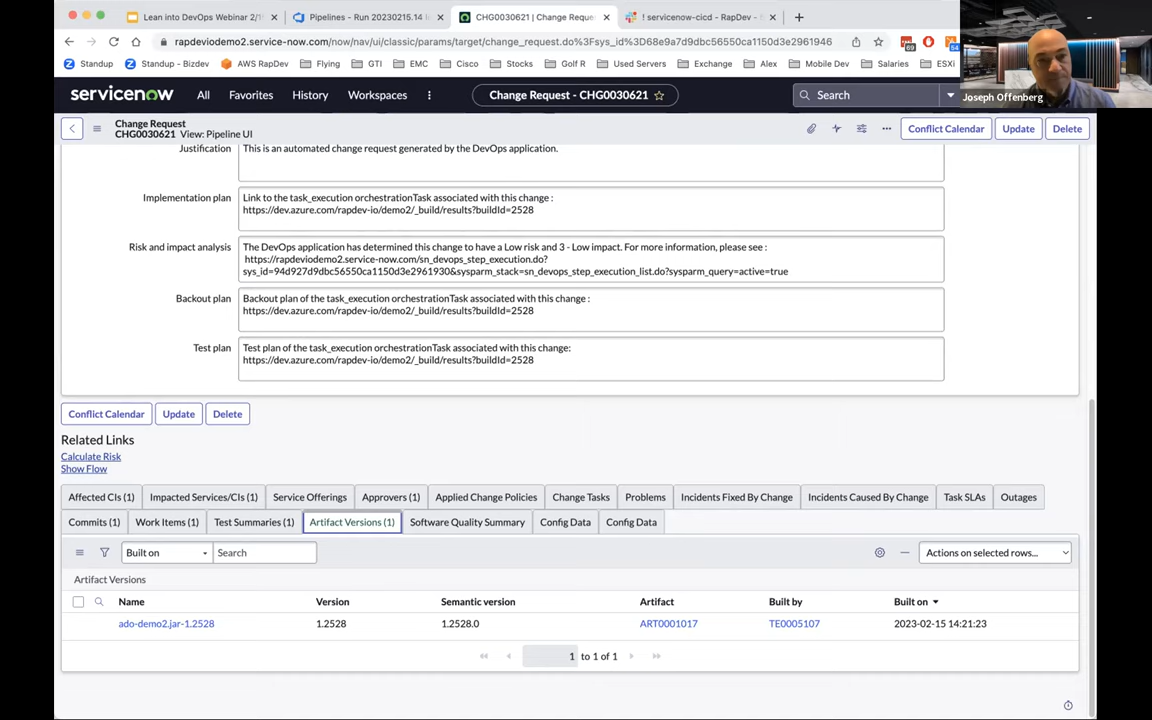 Lean into DevOps Webinar 2/1
Pipelines - Run 20230215.14
CHG0030621 | Change Reque
! servicenow-cicd - RapDev - S
rapdeviodemo2.service-now.com/now/nav/ui/classic/params/target/change_request.do%3Fsys_id%3D68e9a7d9dbc56550ca1150d3e2961946
69
64
Standup
Standup - Bizdev
AWS RapDev
Flying
GTI
EMC
Cisco
Stocks
Golf R
Used Servers
Exchange
Alex
Mobile Dev
Salaries
ESXi
Joseph Offenberg
servicenow
All
Favorites
History
Workspaces
Change Request - CHG0030621
Search
Change Request
CHG0030621 View: Pipeline UI
Conflict Calendar
Update
Delete
Justification
This is an automated change request generated by the DevOps application.
Implementation plan
Link to the task_execution orchestrationTask associated with this change :
https://dev.azure.com/rapdev-io/demo2/_build/results?buildId=2528
Risk and impact analysis
The DevOps application has determined this change to have a Low risk and 3 - Low impact. For more information, please see :
https://rapdeviodemo2.service-now.com/sn_devops_step_execution.do?
sys_id=94d927d9dbc56550ca1150d3e2961930&sysparm_stack=sn_devops_step_execution_list.do?sysparm_query=active=true
Backout plan
Backout plan of the task_execution orchestrationTask associated with this change :
https://dev.azure.com/rapdev-io/demo2/_build/results?buildId=2528
Test plan
Test plan of the task_execution orchestrationTask associated with this change:
https://dev.azure.com/rapdev-io/demo2/_build/results?buildId=2528
Conflict Calendar
Update
Delete
Related Links
Calculate Risk
Show Flow
Affected CIs (1)
Impacted Services/CIs (1)
Service Offerings
Approvers (1)
Applied Change Policies
Change Tasks
Problems
Incidents Fixed By Change
Incidents Caused By Change
Task SLAs
Outages
Commits (1)
Work Items (1)
Test Summaries (1)
Artifact Versions (1)
Software Quality Summary
Config Data
Config Data
Built on
Search
Actions on selected rows...
Artifact Versions
Name
Version
Semantic version
Artifact
Built by
Built on
ado-demo2.jar-1.2528
1.2528
1.2528.0
ART0001017
TE0005107
2023-02-15 14:21:23
1 to 1 of 1